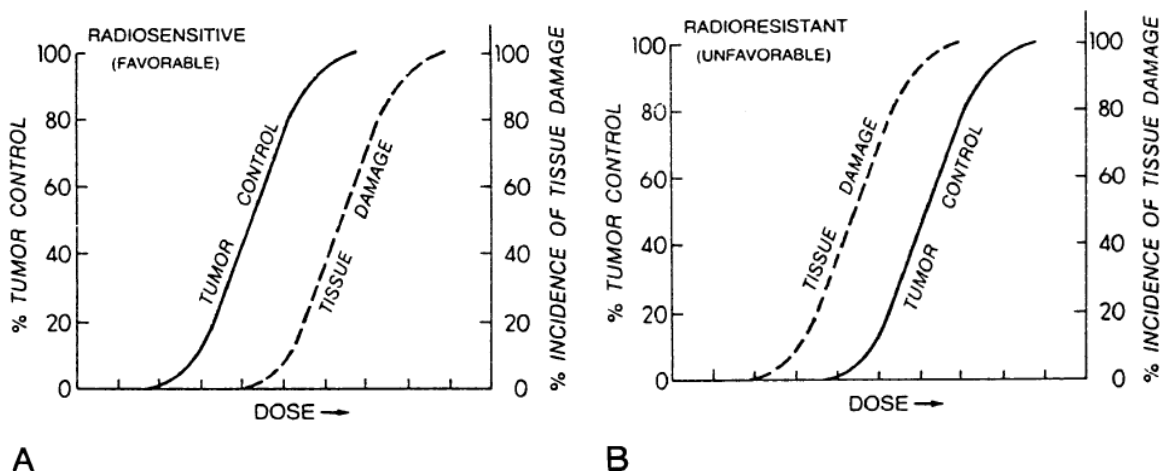 RADIOSENSITIVE
(FAVORABLE)
% TUMOR CONTROL
100
80
60
40
20
0
TUMOR CONTROL
TISSUE DAMAGE
100
80
60
40
20
0
% INCIDENCE OF TISSUE DAMAGE
DOSE →
A
RADIORESISTANT
(UNFAVORABLE)
% TUMOR CONTROL
100
80
60
40
20
0
TISSUE DAMAGE
TUMOR CONTROL
100
80
60
40
20
0
% INCIDENCE OF TISSUE DAMAGE
DOSE →
B